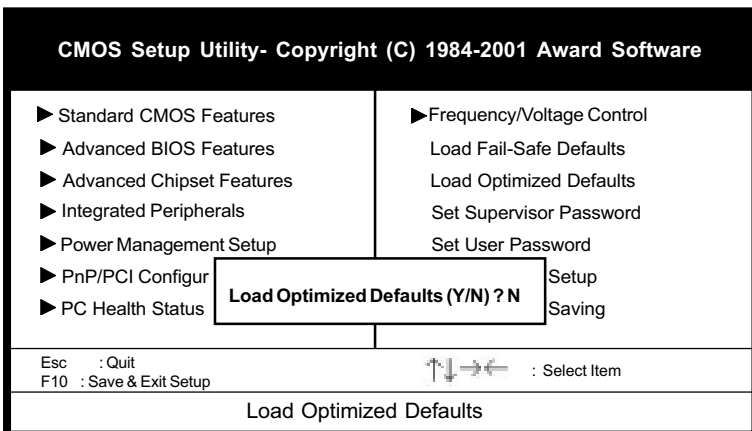 CMOS Setup Utility- Copyright (C) 1984-2001 Award Software
Standard CMOS Features
Advanced BIOS Features
Advanced Chipset Features
Integrated Peripherals
Power Management Setup
PnP/PCI Configur
PC Health Status
Frequency/Voltage Control
Load Fail-Safe Defaults
Load Optimized Defaults
Set Supervisor Password
Set User Password
Setup
Saving
Load Optimized Defaults (Y/N) ? N
Esc : Quit
F10 : Save & Exit Setup
↑↓→← : Select Item
Load Optimized Defaults